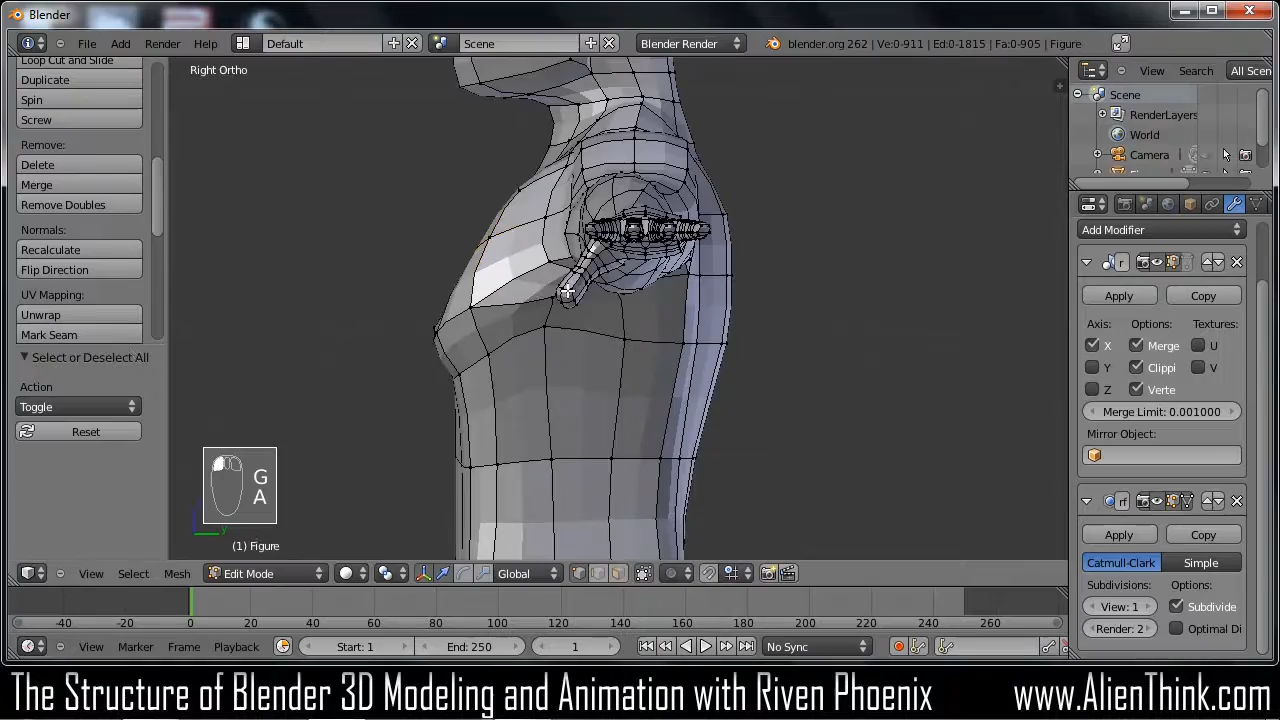 Blender
File Add Render Help Default Scene Blender Render blender.org 262 | Ve:0-911 | Ed:0-1815 | Fa:0-905 | Figure
Loop Cut and Slide
Duplicate
Spin
Screw
Remove:
Delete
Merge
Remove Doubles
Normals:
Recalculate
Flip Direction
UV Mapping:
Unwrap
Mark Seam
Select or Deselect All
Action
Toggle
Reset
Right Ortho
G
A
y
(1) Figure
View Select Mesh Edit Mode Global
-40 -20 0 20 40 60 80 100 120 140 160 180 200 220 240 260
View Marker Frame Playback Start: 1 End: 250 1 No Sync
View Search All Scen
Scene
RenderLayers
World
Camera
Add Modifier
Apply Copy
Axis: Options: Textures:
X Merge U
Y Clippi V
Z Verte
Merge Limit: 0.001000
Mirror Object:
rf
Apply Copy
Catmull-Clark Simple
Subdivisions: Options:
View: 1 Subdivide
Render: 2 Optimal Di
The Structure of Blender 3D Modeling and Animation with Riven Phoenix www.AlienThink.com